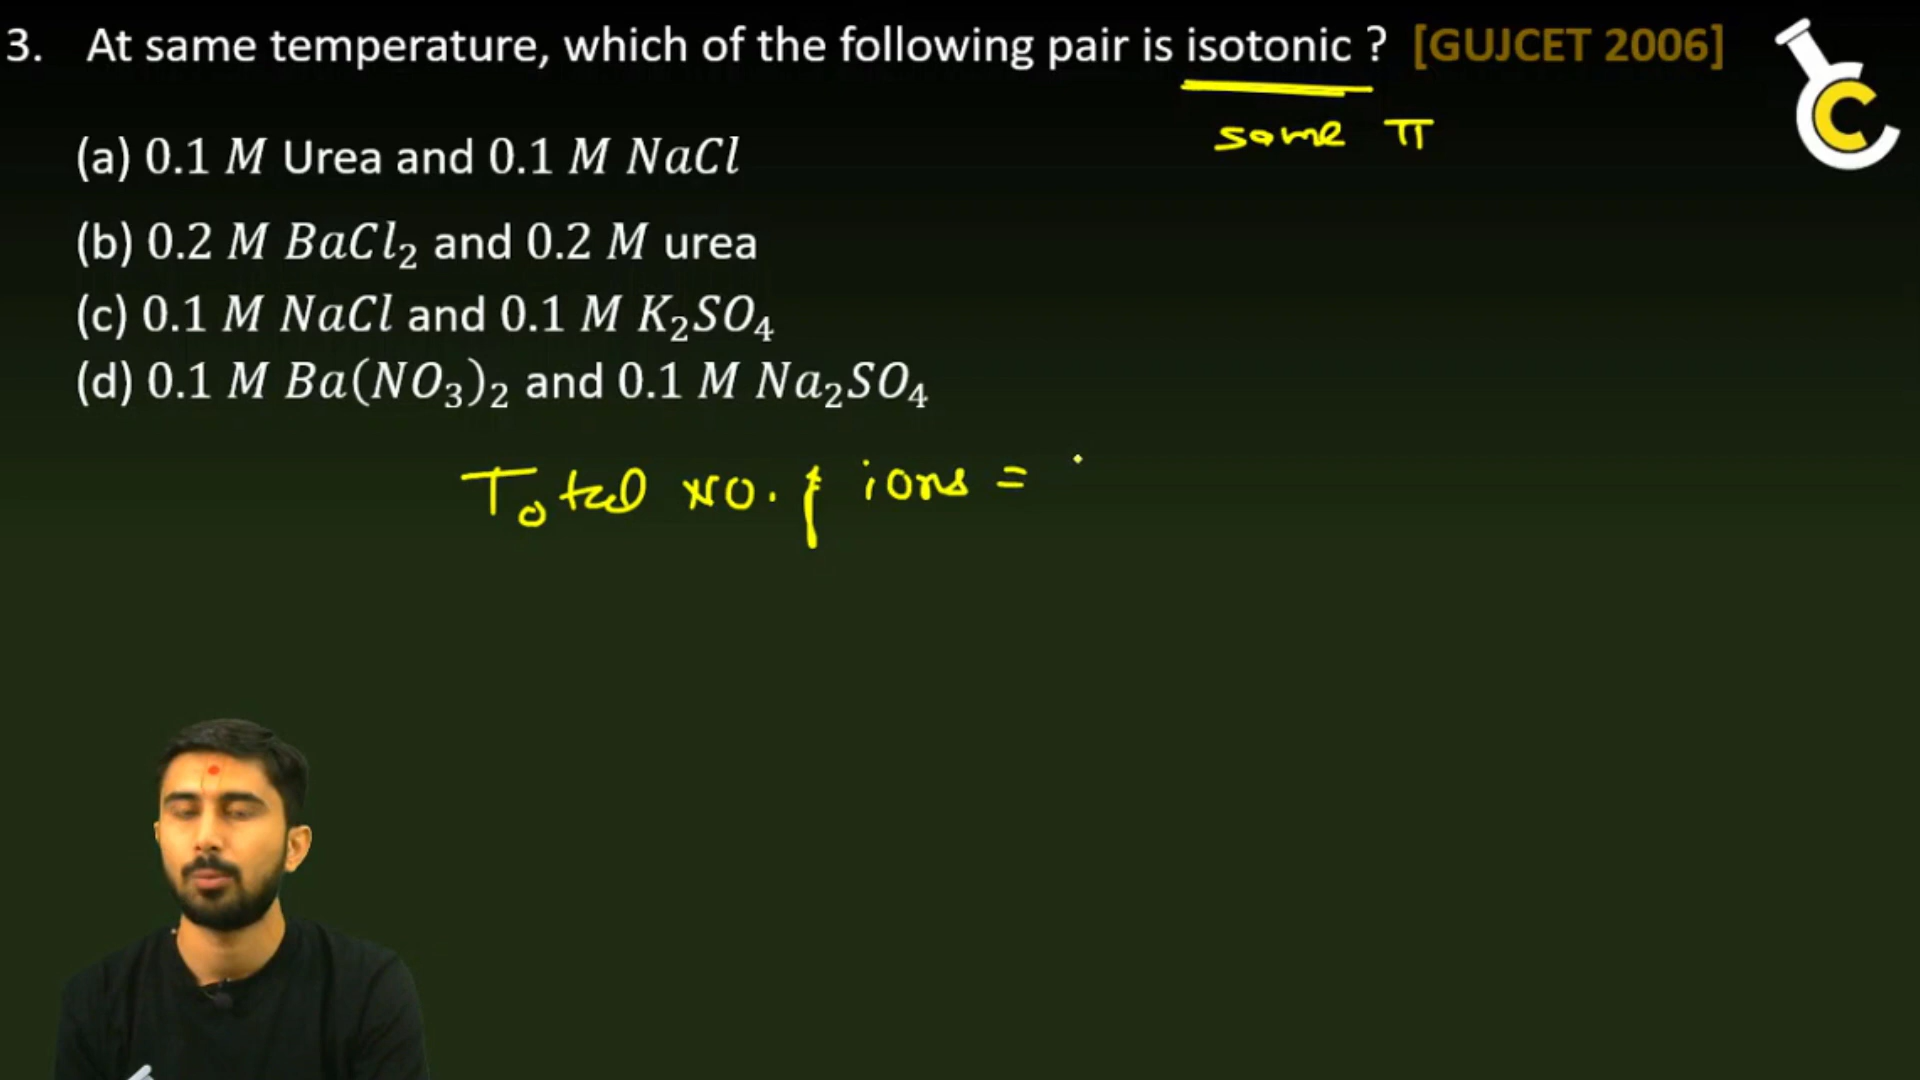 3. At same temperature, which of the following pair is isotonic ? [GUJCET 2006]
same π
(a) 0.1 M Urea and 0.1 M NaCl
(b) 0.2 M BaCl₂ and 0.2 M urea
(c) 0.1 M NaCl and 0.1 M K₂SO₄
(d) 0.1 M Ba(NO₃)₂ and 0.1 M Na₂SO₄
Total No. of ions =